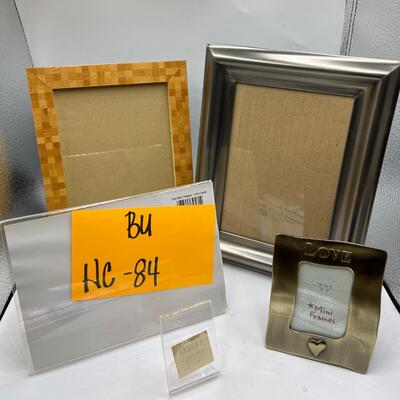 BU
HC-84
LOVE
*Mini
Frames